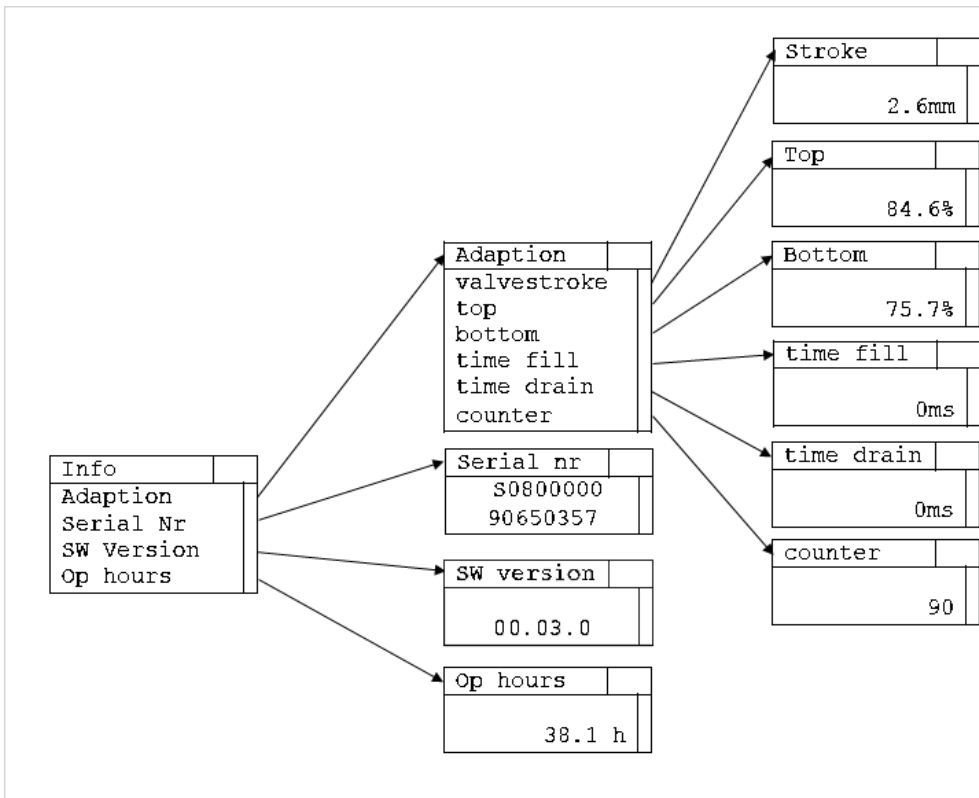 Info
Adaption
Serial Nr
SW Version
Op hours
Adaption
valvestroke
top
bottom
time fill
time drain
counter
Serial nr
S0800000
90650357
SW version
00.03.0
Op hours
38.1 h
Stroke
2.6mm
Top
84.6%
Bottom
75.7%
time fill
0ms
time drain
0ms
counter
90